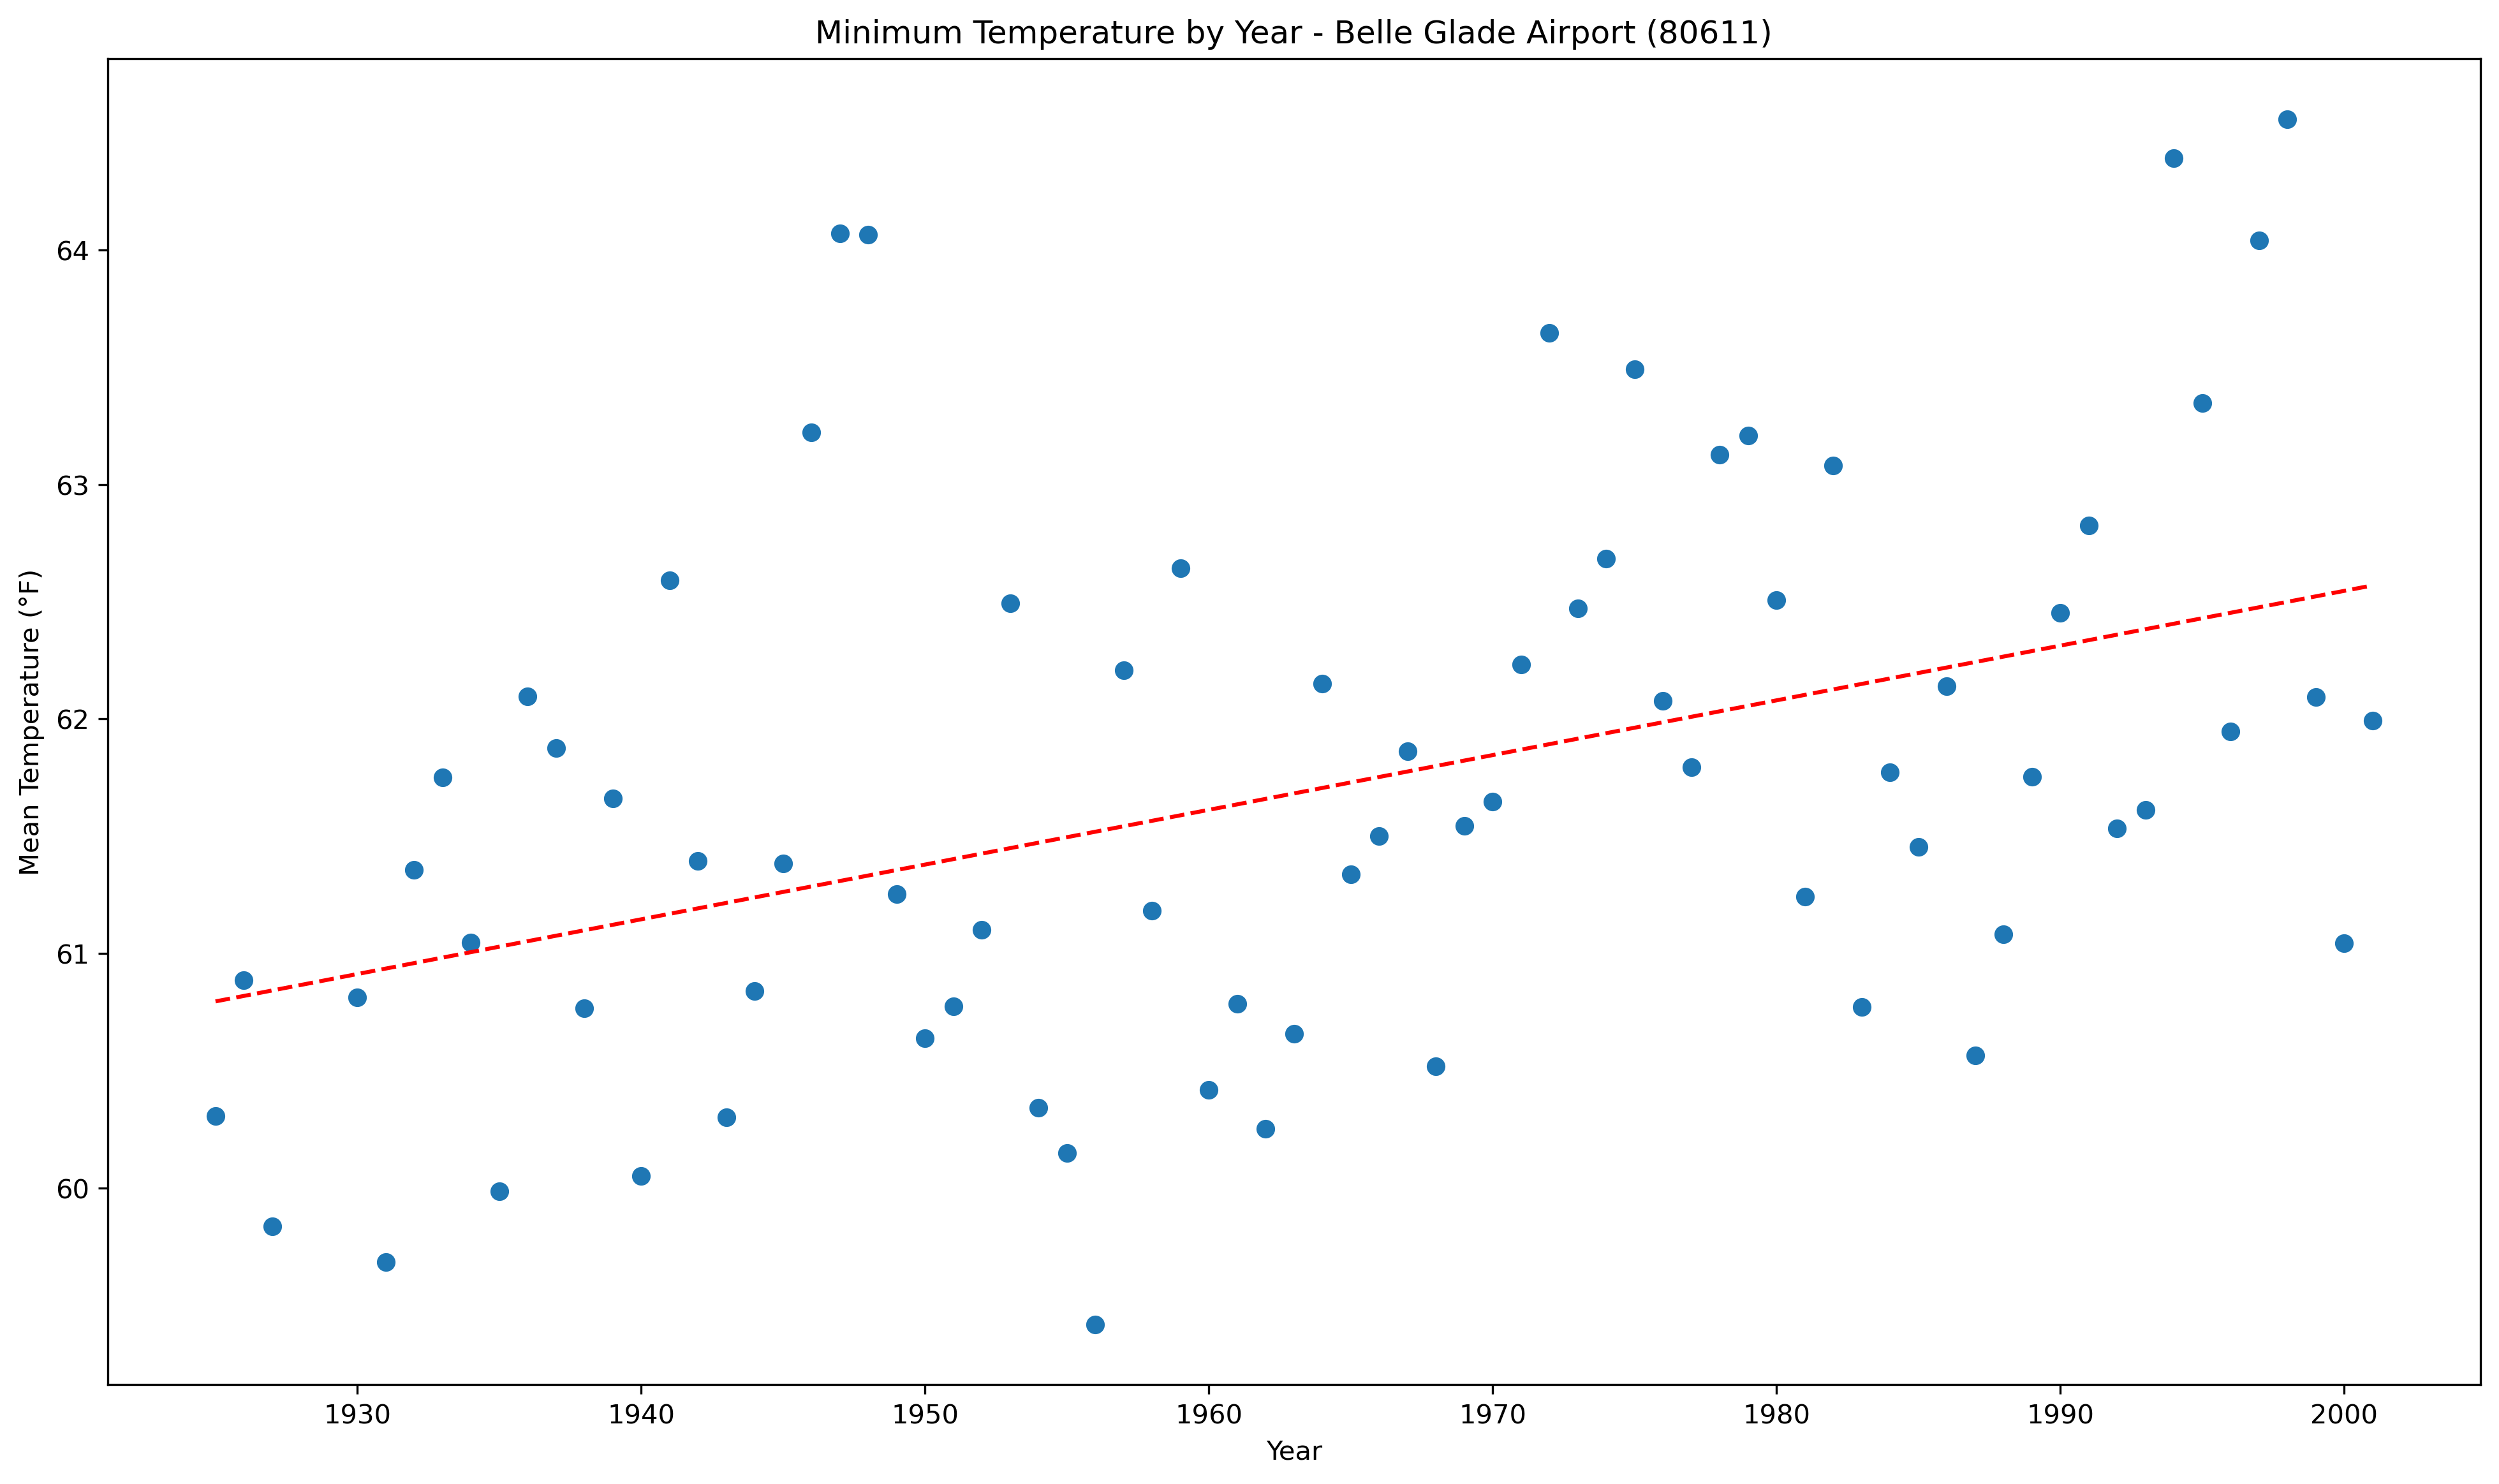 Minimum Temperature by Year - Belle Glade Airport (80611)
Mean Temperature (°F)
64
63
62
61
60
1930 1940 1950 1960 1970 1980 1990 2000
Year